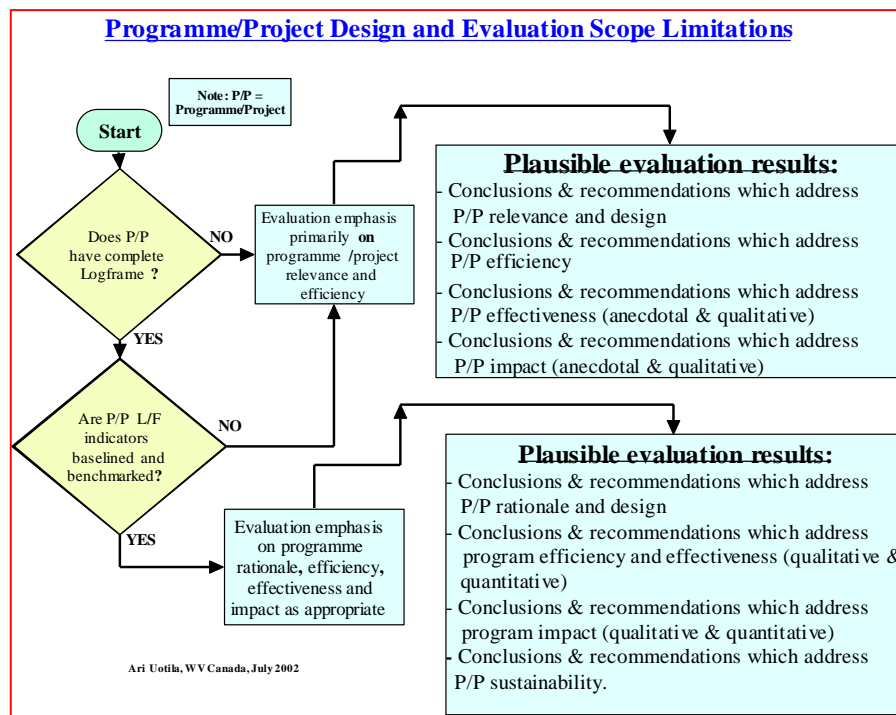 Programme/Project Design and Evaluation Scope Limitations
Note: P/P =
Programme/Project
Start
Does P/P
have complete
Logframe ?
NO
YES
Evaluation emphasis
primarily on
programme /project
relevance and
efficiency
Plausible evaluation results:
- Conclusions & recommendations which address
P/P relevance and design
- Conclusions & recommendations which address
P/P efficiency
- Conclusions & recommendations which address
P/P effectiveness (anecdotal & qualitative)
- Conclusions & recommendations which address
P/P impact (anecdotal & qualitative)
Are P/P L/F
indicators
baselined and
benchmarked?
NO
YES
Evaluation emphasis
on programme
rationale, efficiency,
effectiveness and
impact as appropriate
Plausible evaluation results:
- Conclusions & recommendations which address
P/P rationale and design
- Conclusions & recommendations which address
program efficiency and effectiveness (qualitative &
quantitative)
- Conclusions & recommendations which address
program impact (qualitative & quantitative)
- Conclusions & recommendations which address
P/P sustainability.
Ari Uotila, WV Canada, July 2002